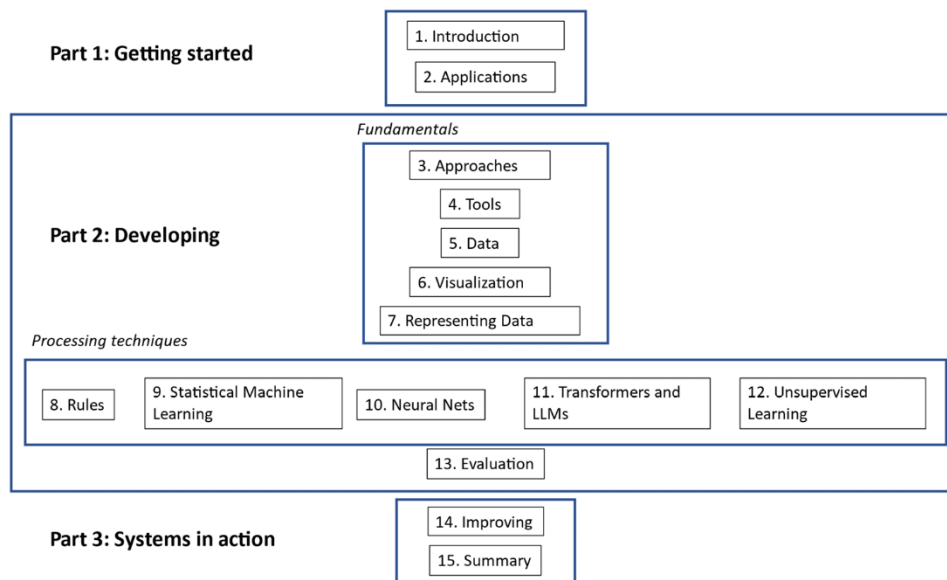 Part 1: Getting started
1. Introduction
2. Applications
Part 2: Developing
Fundamentals
3. Approaches
4. Tools
5. Data
6. Visualization
7. Representing Data
Processing techniques
8. Rules
9. Statistical Machine
Learning
10. Neural Nets
11. Transformers and
LLMs
12. Unsupervised
Learning
13. Evaluation
Part 3: Systems in action
14. Improving
15. Summary